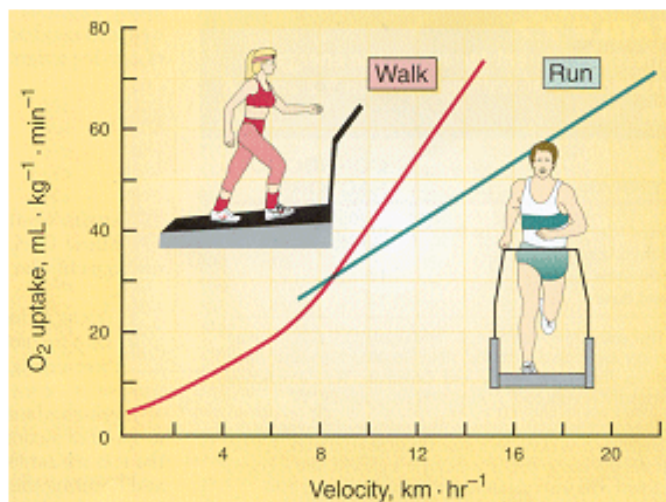 80
60
40
20
0
O₂ uptake, mL · kg⁻¹ · min⁻¹
Walk
Run
4
8
12
16
20
Velocity, km · hr⁻¹